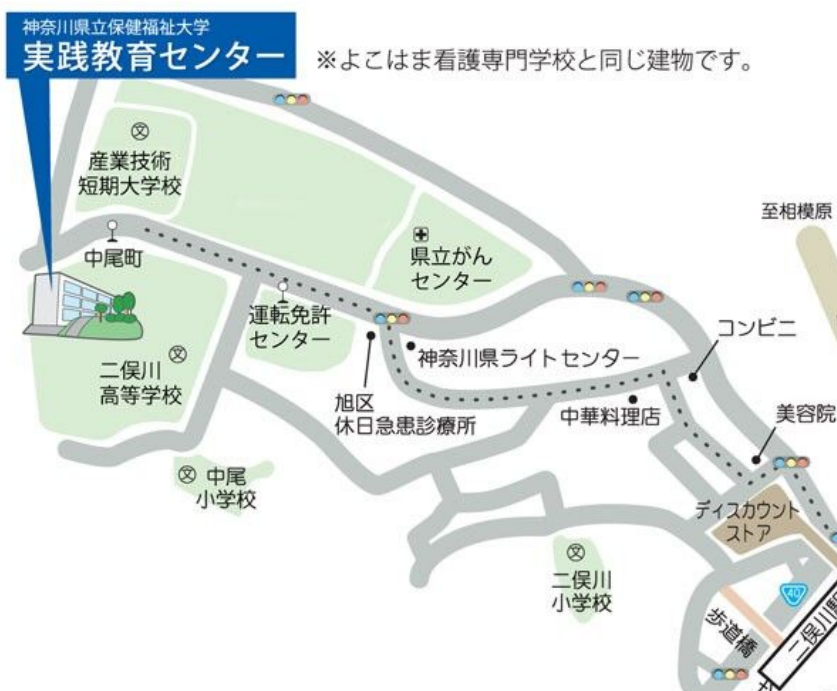 神奈川県立保健福祉大学
実践教育センター
※よこはま看護専門学校と同じ建物です。
文
産業技術
短期大学校
至相模原
中尾町
県立がん
センター
運転免許
センター
コンビニ
神奈川県ライトセンター
文
二俣川
高等学校
旭区
休日急患診療所
中華料理店
美容院
文
中尾
小学校
ディスカウント
ストア
文
二俣川
小学校
40
歩道橋
二俣川